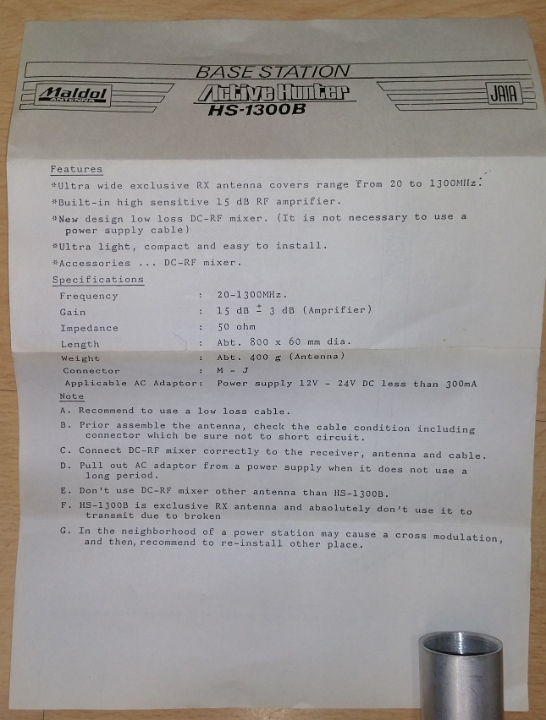 BASE STATION
Maldol
ANTENNA
Active Hunter
JAIA
HS-1300B
Features
*Ultra wide exclusive RX antenna covers range from 20 to 1300MHz.
*Built-in high sensitive 15 dB RF amprifier.
*New design low loss DC-RF mixer. (It is not necessary to use a
power supply cable)
*Ultra light, compact and easy to install.
*Accessories ... DC-RF mixer.
Specifications
Frequency : 20-1300MHz.
Gain : 15 dB ± 3 dB (Amprifier)
Impedance : 50 ohm
Length : Abt. 800 x 60 mm dia.
Weight : Abt. 400 g (Antenna)
Connector : M - J
Applicable AC Adaptor: Power supply 12V - 24V DC less than 300mA
Note
A. Recommend to use a low loss cable.
B. Prior assemble the antenna, check the cable condition including
connector which be sure not to short circuit.
C. Connect DC-RF mixer correctly to the receiver, antenna and cable.
D. Pull out AC adaptor from a power supply when it does not use a
long period.
E. Don't use DC-RF mixer other antenna than HS-1300B.
F. HS-1300B is exclusive RX antenna and absolutely don't use it to
transmit due to broken
G. In the neighborhood of a power station may cause a cross modulation,
and then, recommend to re-install other place.